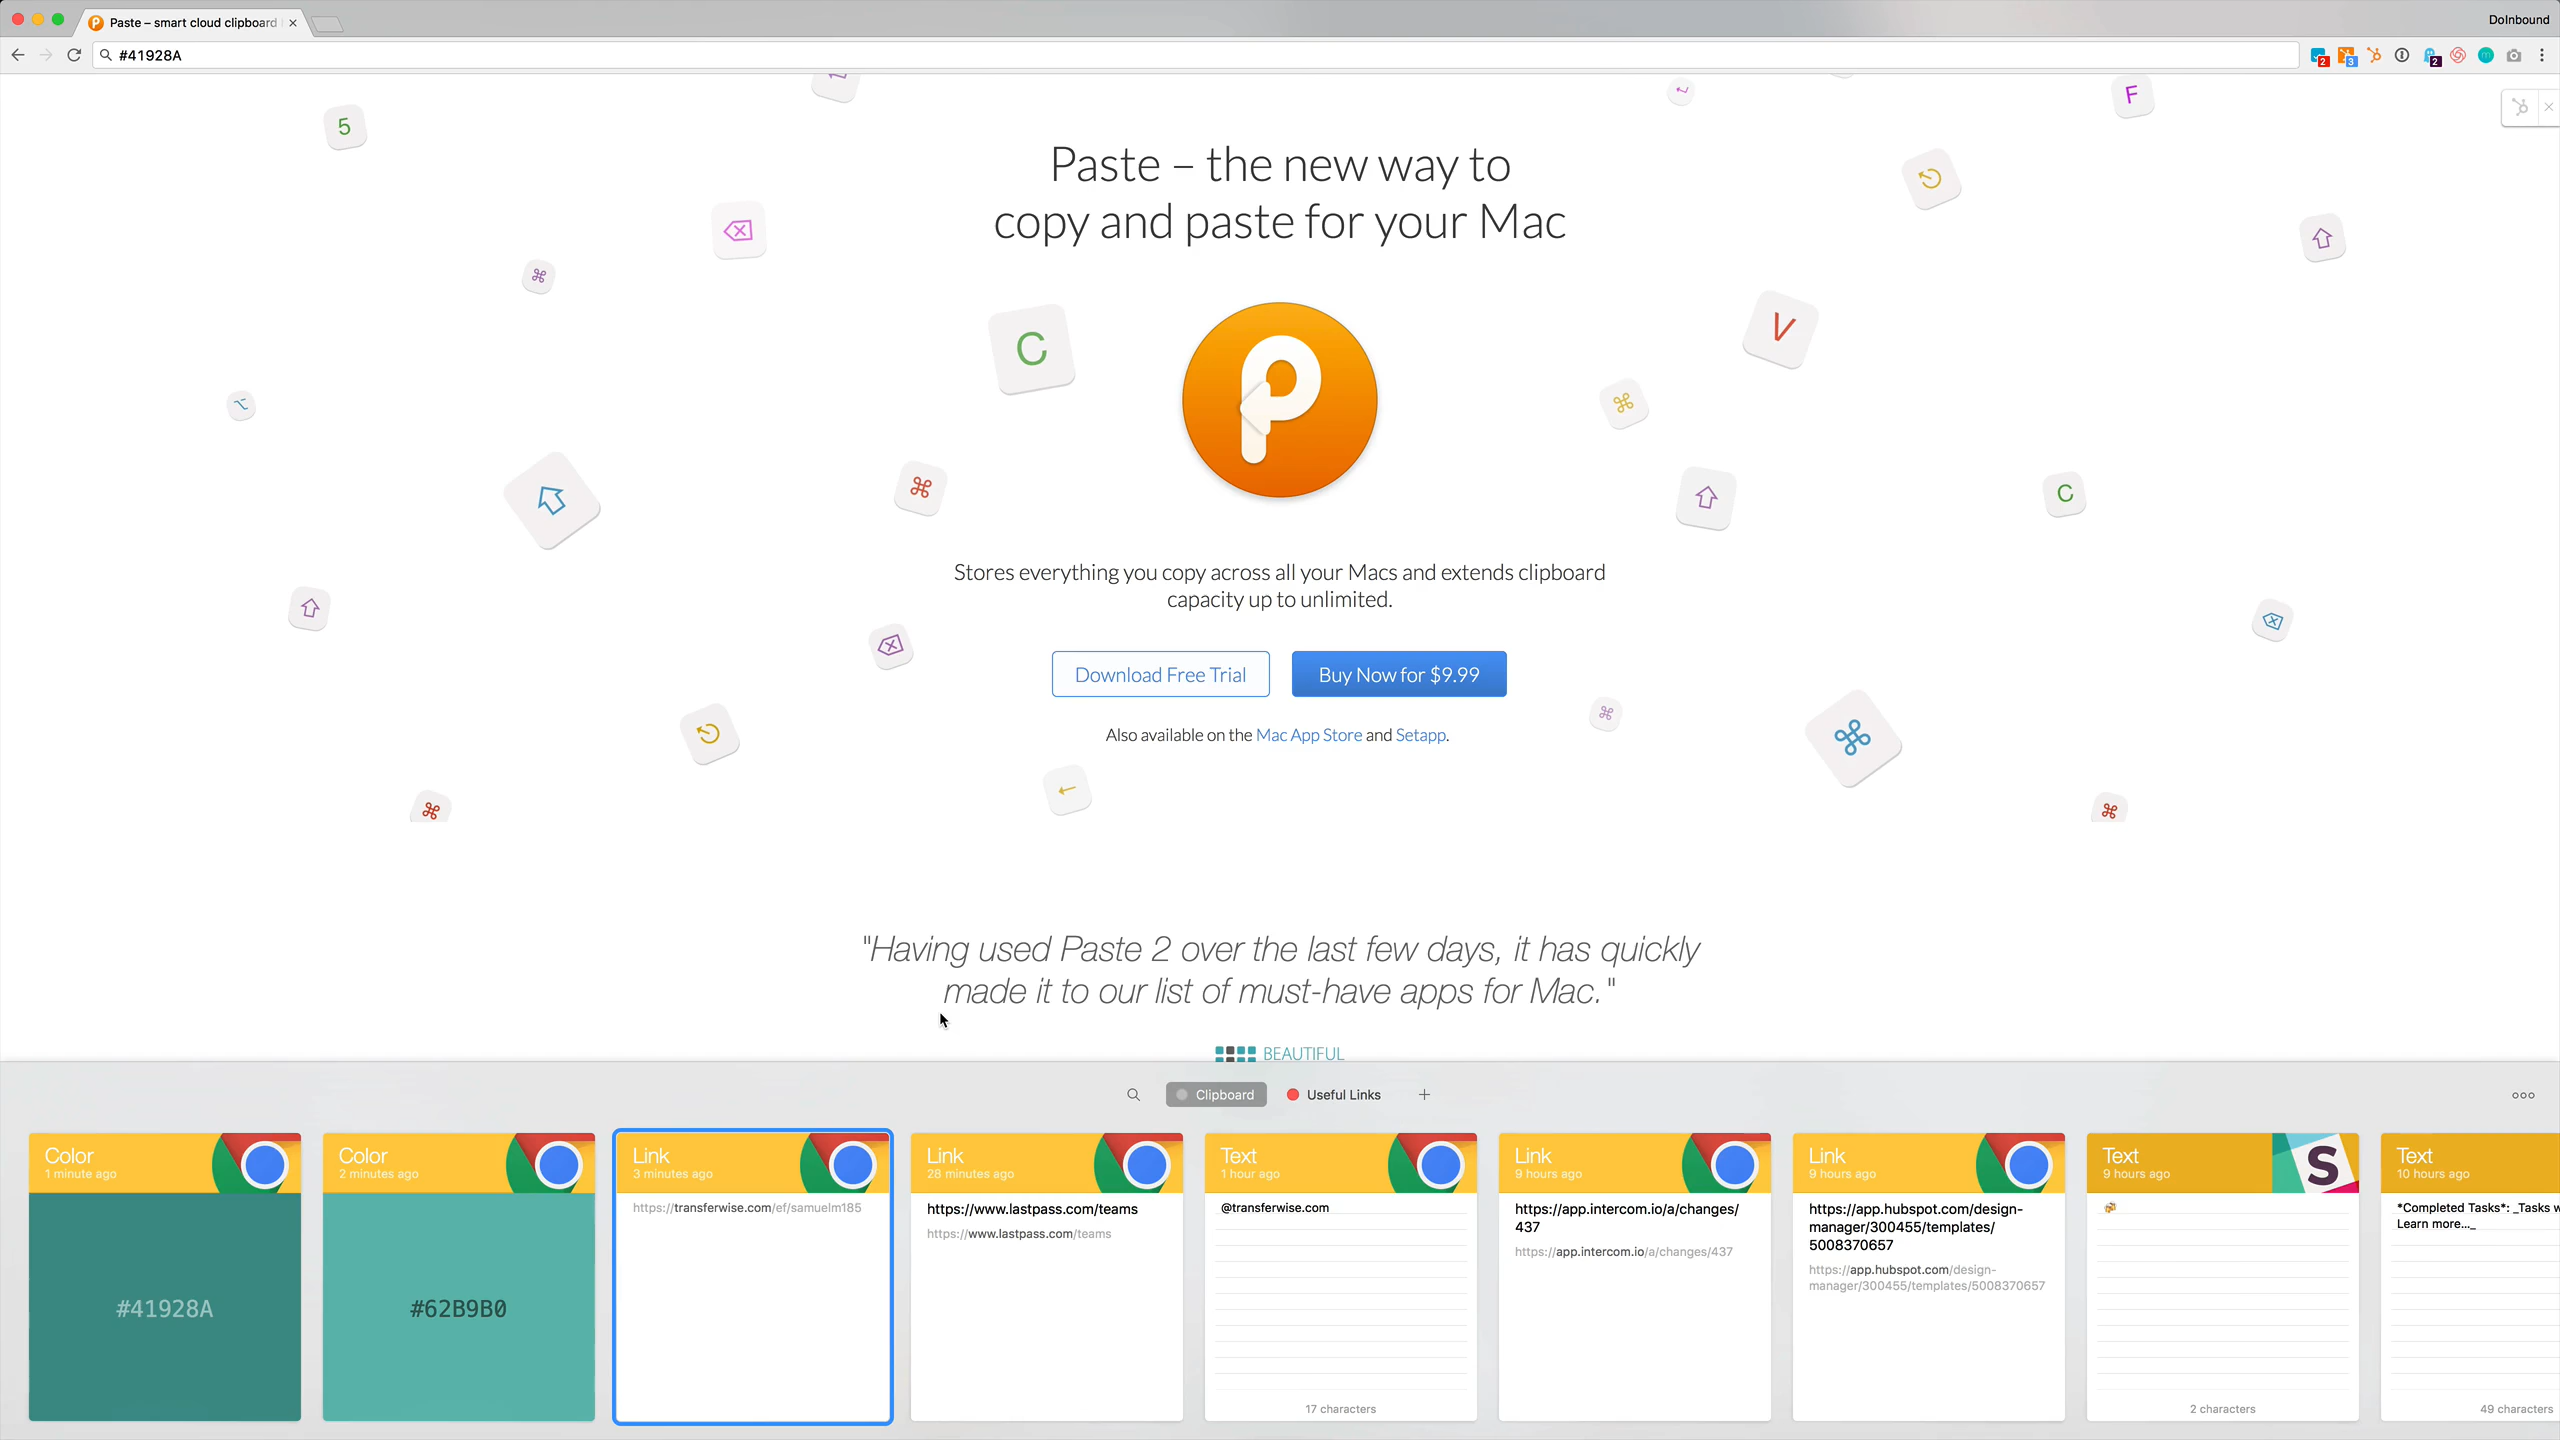 Paste – smart cloud clipboard
DoInbound
#41928A
2
3
2
5
F
Paste – the new way to
copy and paste for your Mac
C
V
C
Stores everything you copy across all your Macs and extends clipboard
capacity up to unlimited.
Download Free Trial
Buy Now for $9.99
Also available on the Mac App Store and Setapp.
"Having used Paste 2 over the last few days, it has quickly
made it to our list of must-have apps for Mac."
BEAUTIFUL
Clipboard
Useful Links
Color
1 minute ago
#41928A
Color
2 minutes ago
#62B9B0
Link
3 minutes ago
https://transferwise.com/ef/samuelm185
Link
28 minutes ago
https://www.lastpass.com/teams
https://www.lastpass.com/teams
Text
1 hour ago
@transferwise.com
17 characters
Link
9 hours ago
https://app.intercom.io/a/changes/
437
https://app.intercom.io/a/changes/437
Link
9 hours ago
https://app.hubspot.com/design-
manager/300455/templates/
5008370657
https://app.hubspot.com/design-
manager/300455/templates/5008370657
Text
9 hours ago
S
2 characters
Text
10 hours ago
*Completed Tasks*: _Tasks w
Learn more..._
49 characters